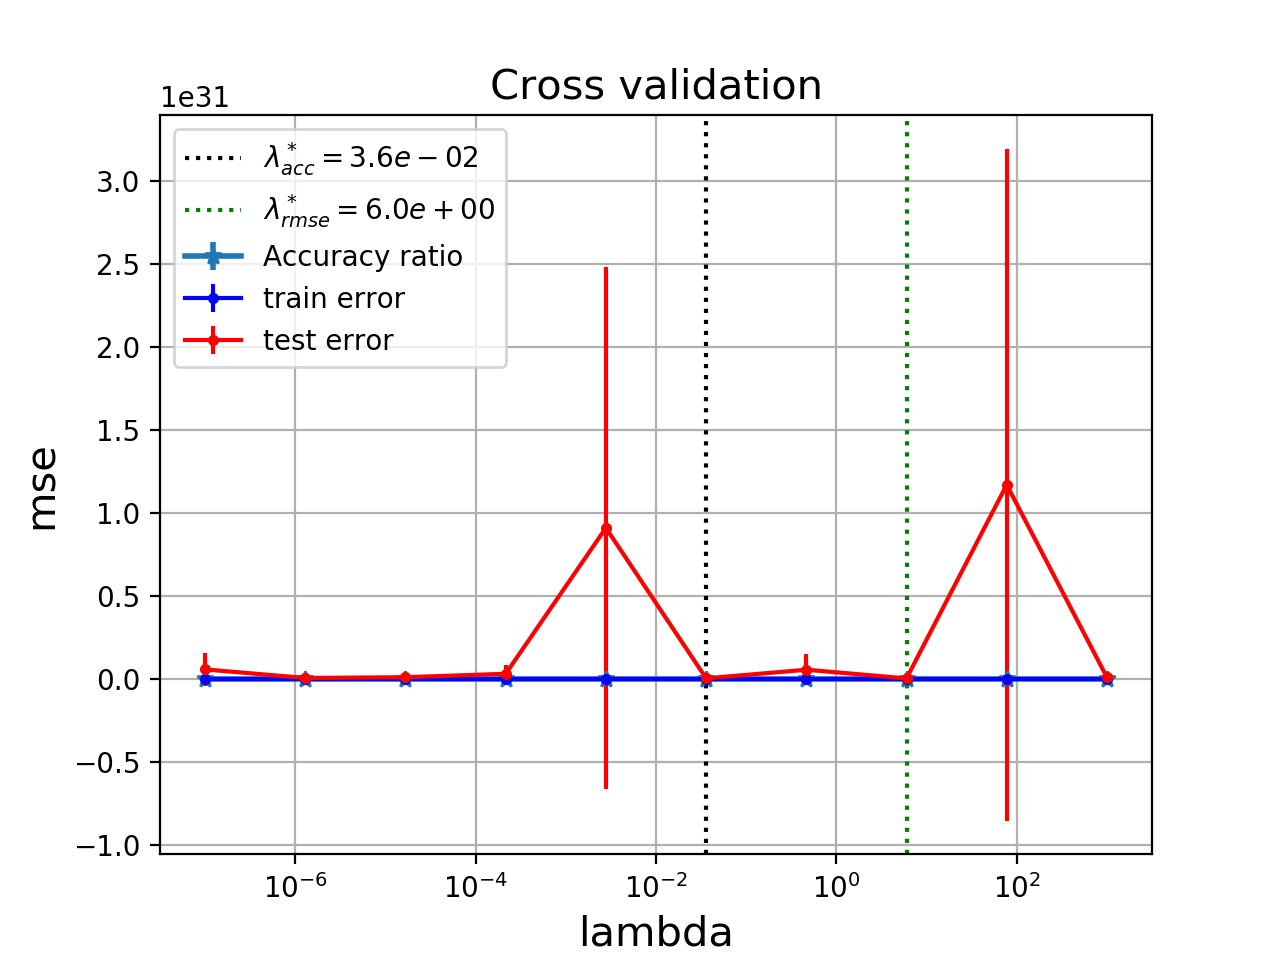 Cross validation
1e31
λ*acc = 3.6e − 02
λ*rmse = 6.0e + 00
Accuracy ratio
train error
test error
3.0
2.5
2.0
1.5
1.0
0.5
0.0
−0.5
−1.0
mse
10⁻⁶ 10⁻⁴ 10⁻² 10⁰ 10²
lambda